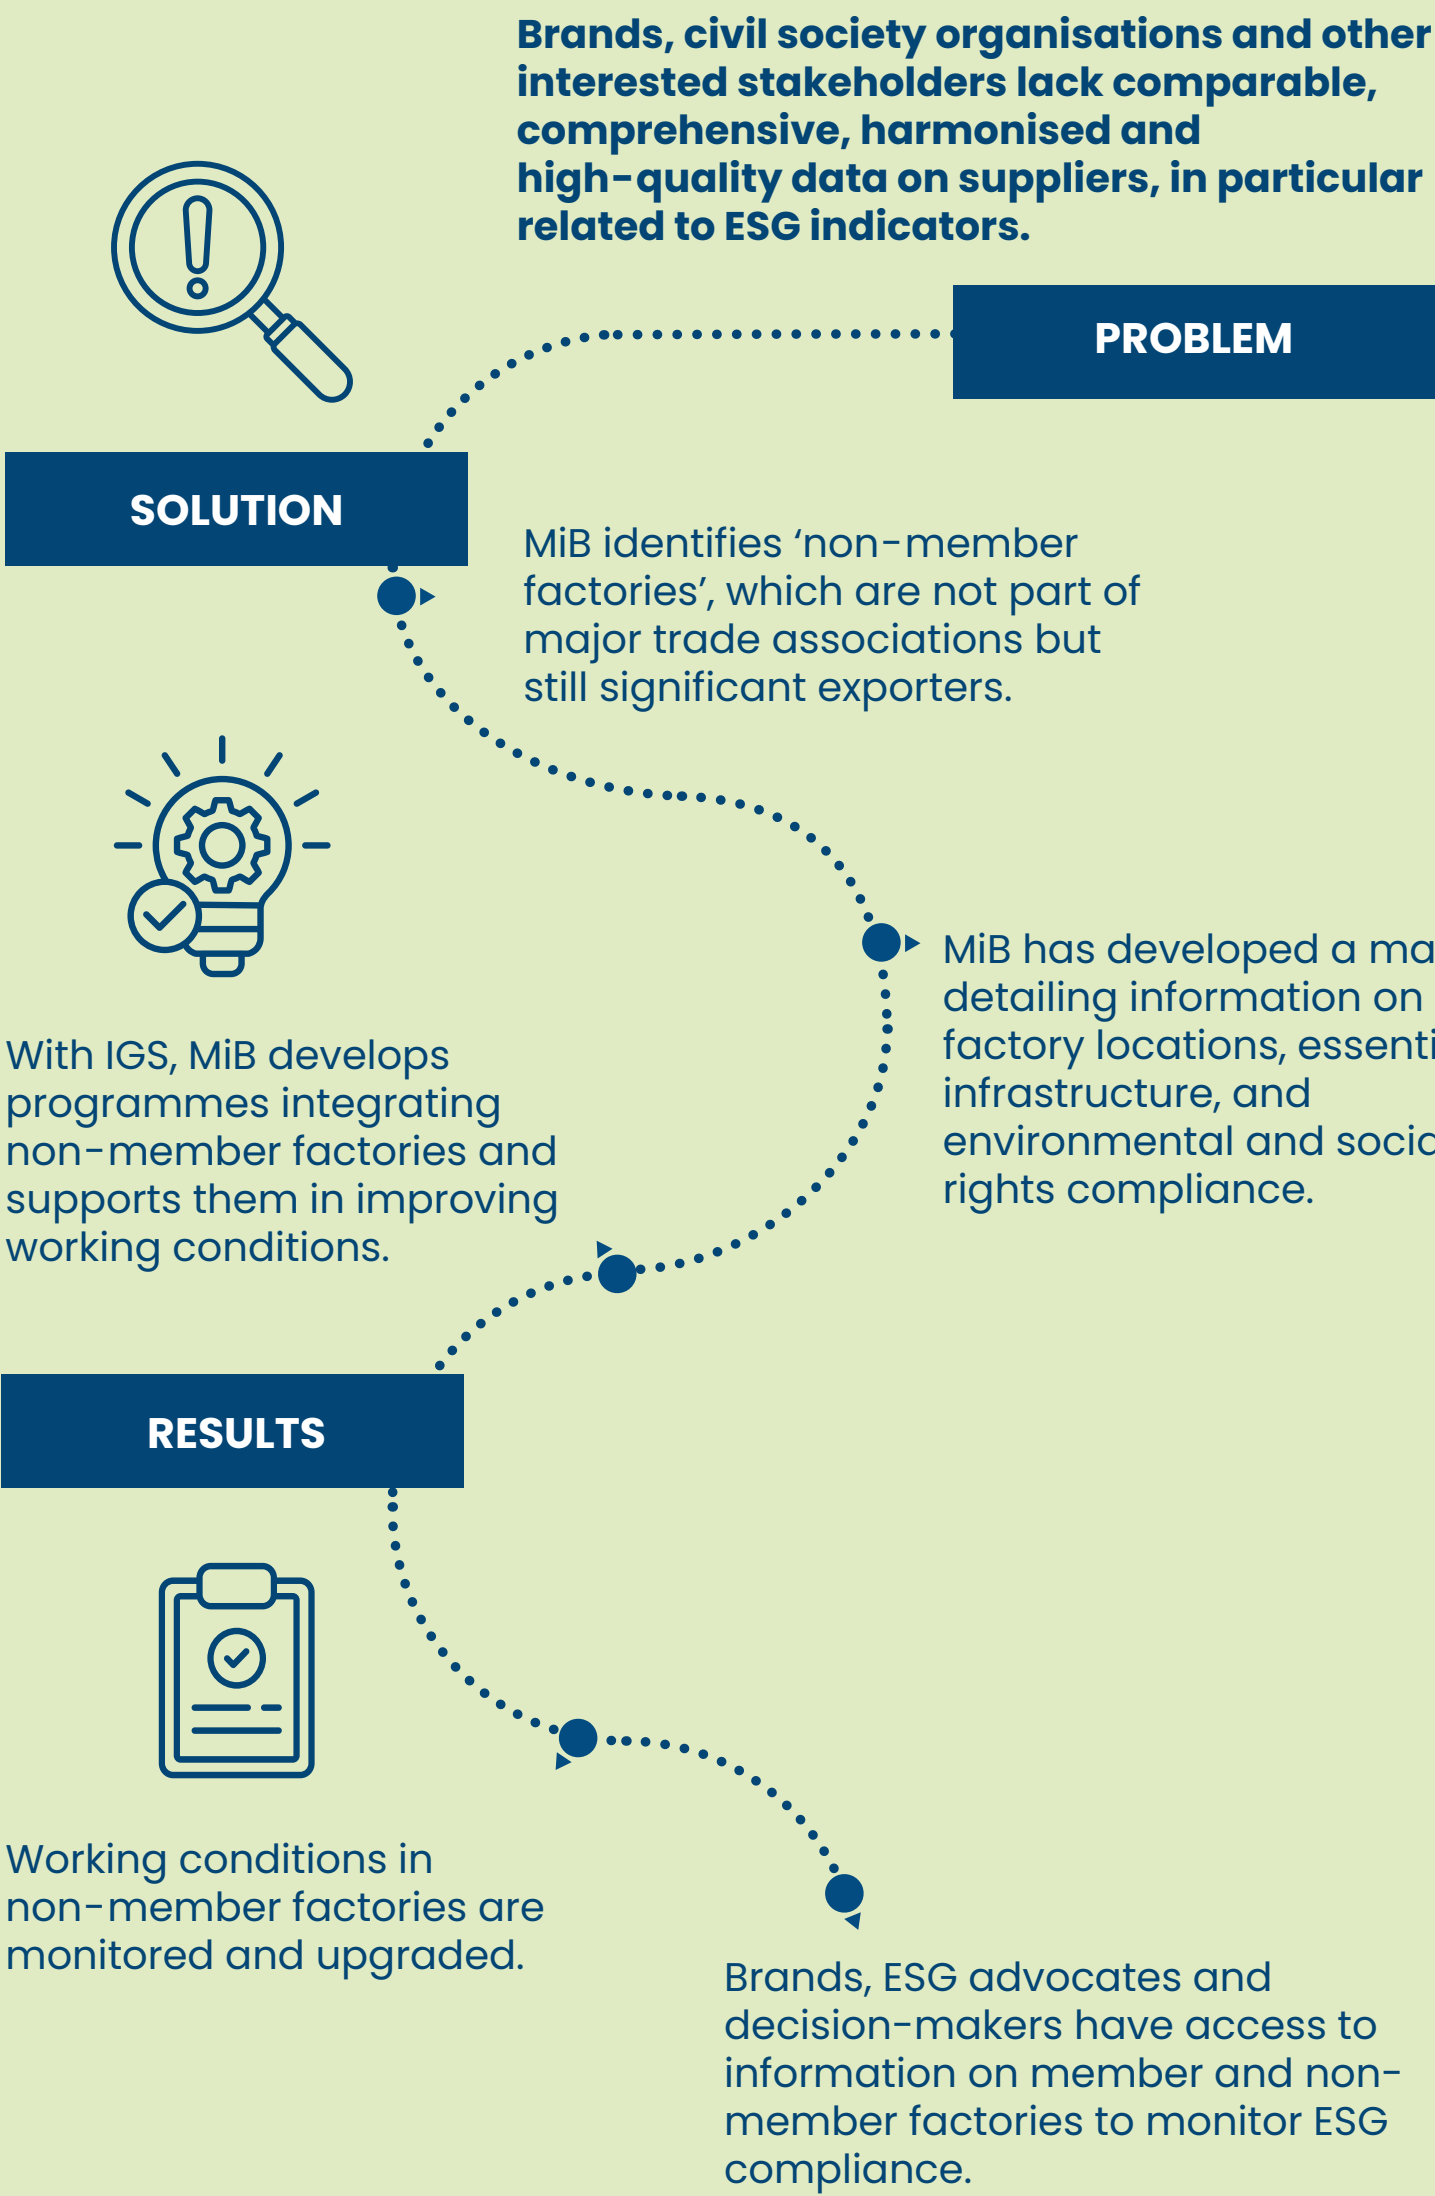 Brands, civil society organisations and other
interested stakeholders lack comparable,
comprehensive, harmonised and
high-quality data on suppliers, in particular
related to ESG indicators.
PROBLEM
SOLUTION
MiB identifies ‘non-member
factories’, which are not part of
major trade associations but
still significant exporters.
MiB has developed a
detailing information on
factory locations,
infrastructure, and
environmental and
rights compliance.
With IGS, MiB develops
programmes integrating
non-member factories and
supports them in improving
working conditions.
RESULTS
Working conditions in
non-member factories are
monitored and upgraded.
Brands, ESG advocates and
decision-makers have access to
information on member and non-
member factories to monitor ESG
compliance.